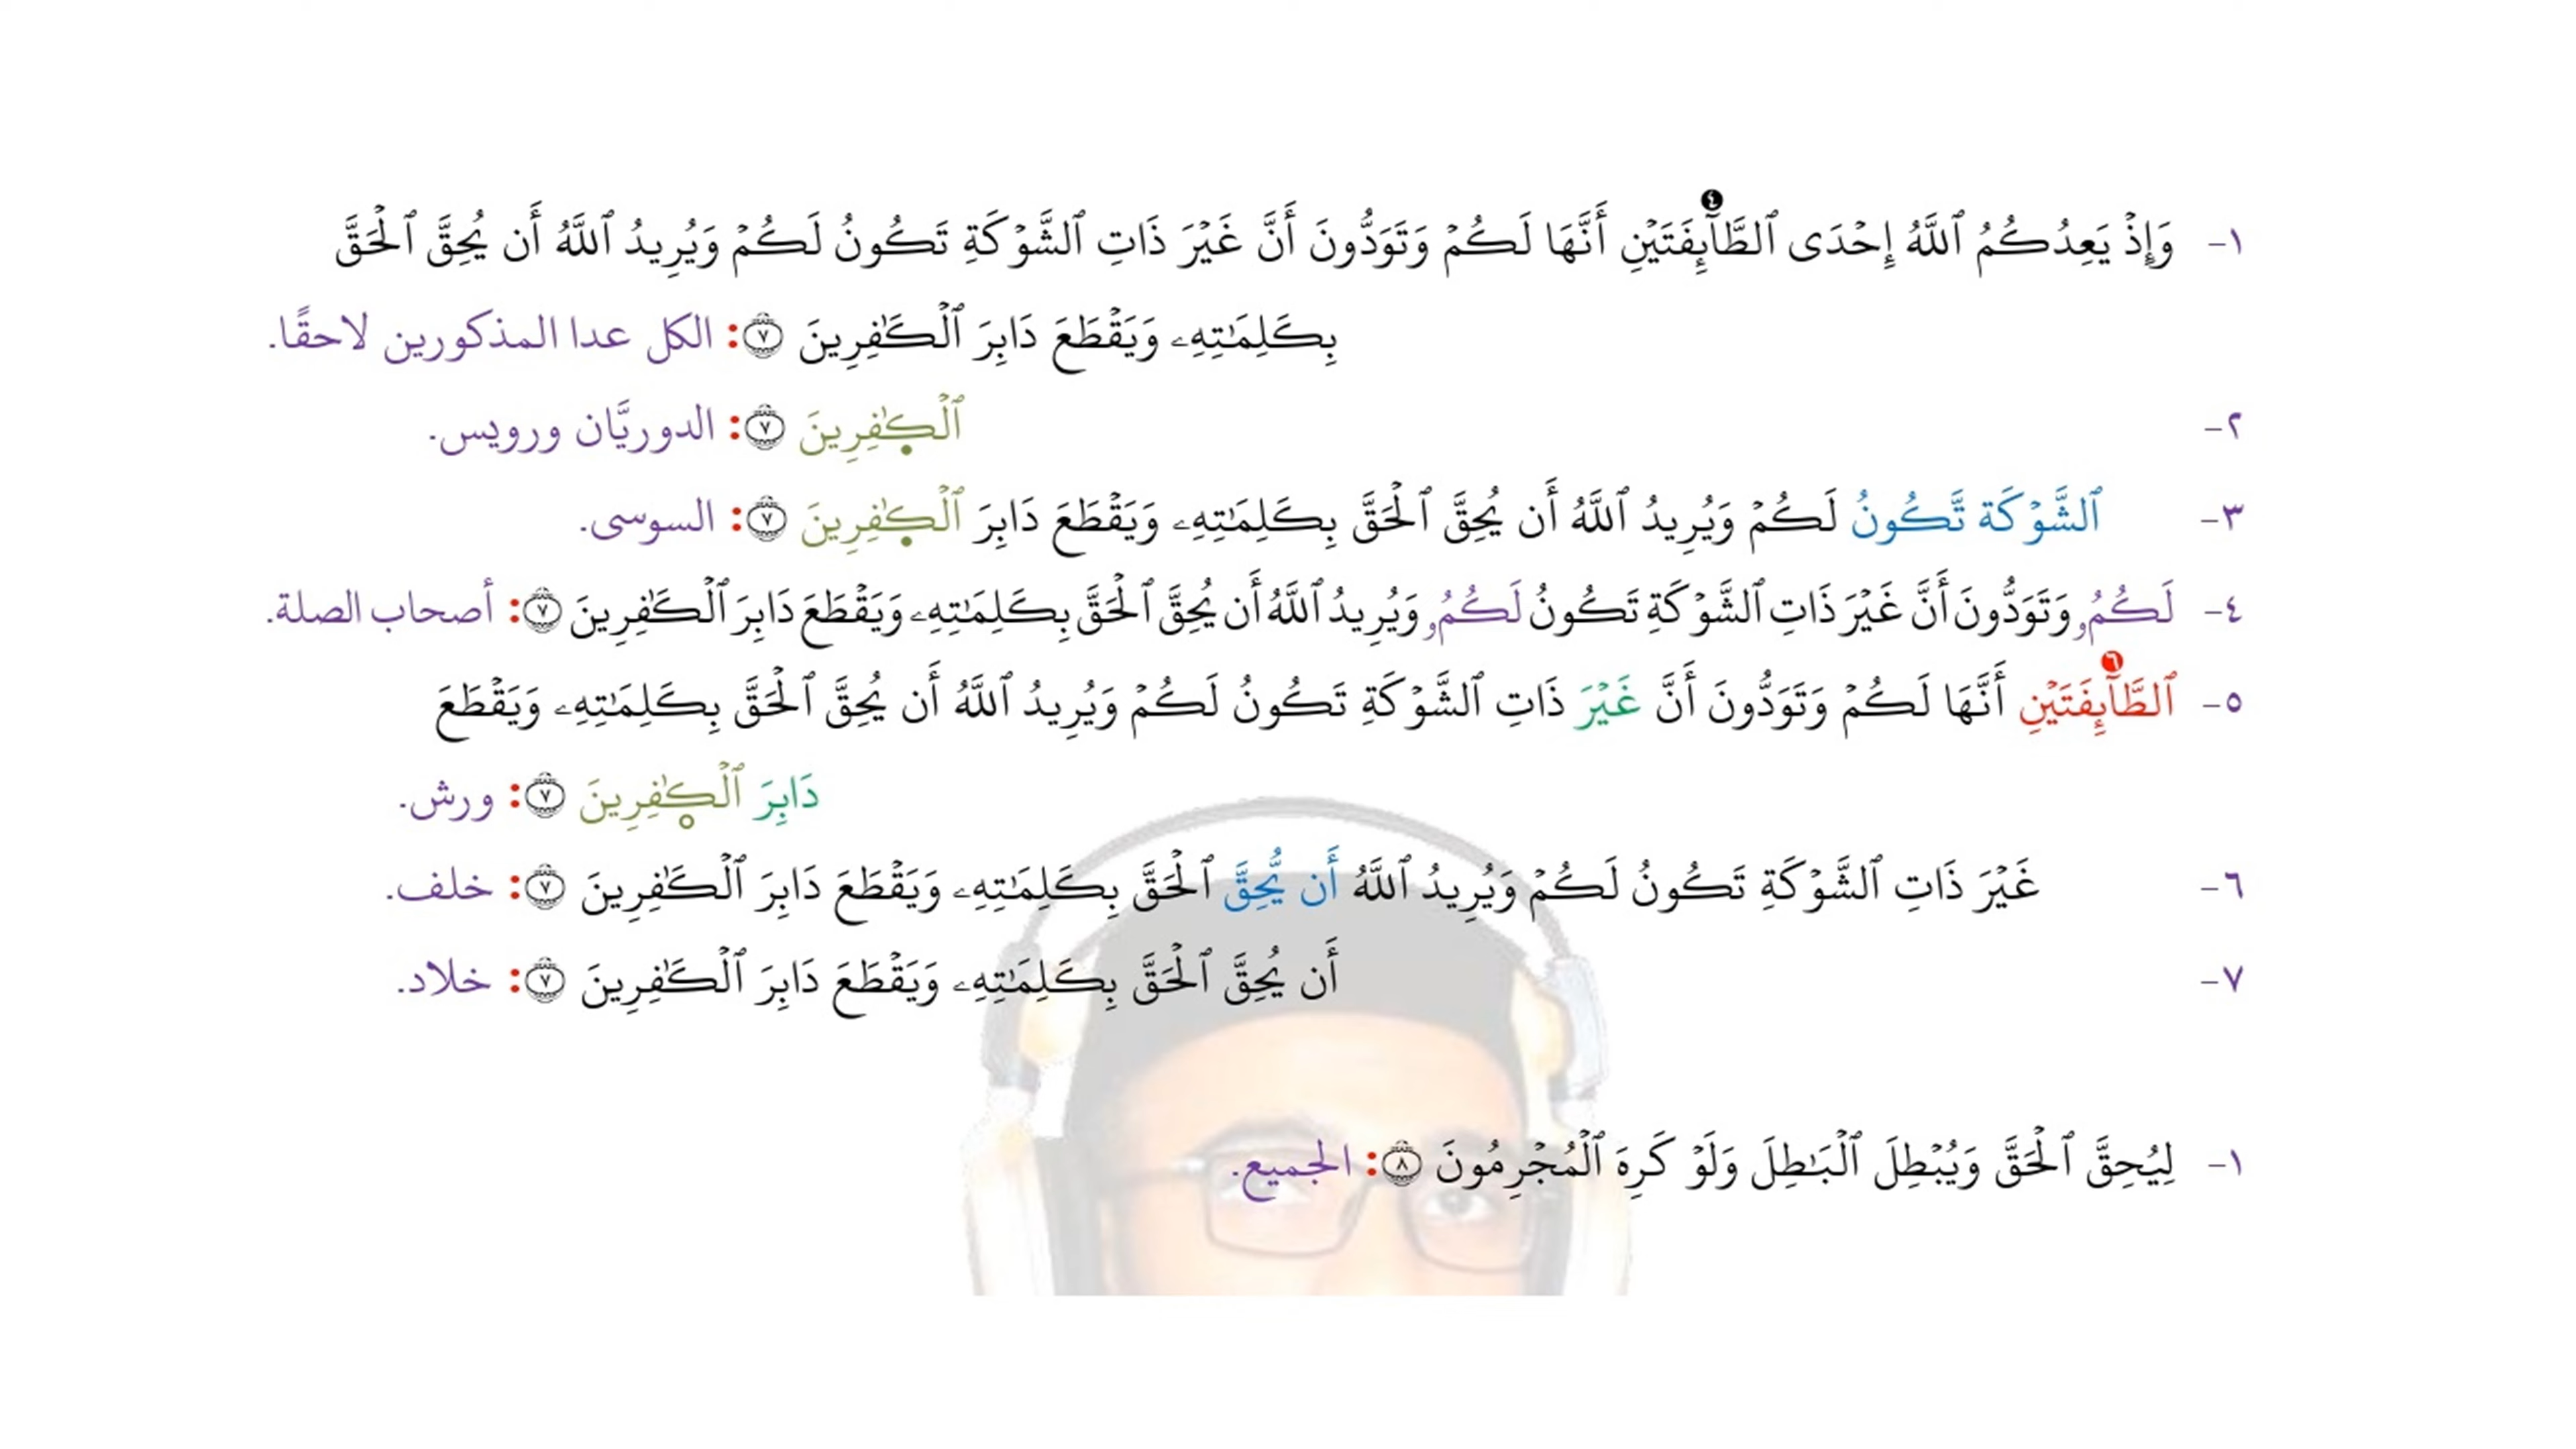 ١- وَإِذْ يَعِدُكُمُ ٱللَّهُ إِحْدَى ٱلطَّآئِفَتَيْنِ أَنَّهَا لَكُمْ وَتَوَدُّونَ أَنَّ غَيْرَ ذَاتِ ٱلشَّوْكَةِ تَكُونُ لَكُمْ وَيُرِيدُ ٱللَّهُ أَن يُحِقَّ ٱلْحَقَّ
بِكَلِمَـٰتِهِۦ وَيَقْطَعَ دَابِرَ ٱلْكَـٰفِرِينَ ٧ : الكل عدا المذكورين لاحقًا.
٢- ٱلْكَـٰفِرِينَ ٧ : الدوريَّان ورويس.
٣- ٱلشَّوْكَة تَّكُونُ لَكُمْ وَيُرِيدُ ٱللَّهُ أَن يُحِقَّ ٱلْحَقَّ بِكَلِمَـٰتِهِۦ وَيَقْطَعَ دَابِرَ ٱلْكَـٰفِرِينَ ٧ : السوسى.
٤- لَكُمُۥ وَتَوَدُّونَ أَنَّ غَيْرَ ذَاتِ ٱلشَّوْكَةِ تَكُونُ لَكُمُۥ وَيُرِيدُ ٱللَّهُ أَن يُحِقَّ ٱلْحَقَّ بِكَلِمَـٰتِهِۦ وَيَقْطَعَ دَابِرَ ٱلْكَـٰفِرِينَ ٧ : أصحاب الصلة.
٥- ٱلطَّآئِفَتَيْنِ أَنَّهَا لَكُمْ وَتَوَدُّونَ أَنَّ غَيْرَ ذَاتِ ٱلشَّوْكَةِ تَكُونُ لَكُمْ وَيُرِيدُ ٱللَّهُ أَن يُحِقَّ ٱلْحَقَّ بِكَلِمَـٰتِهِۦ وَيَقْطَعَ
دَابِرَ ٱلْكَـٰفِرِينَ ٧ : ورش.
٦- غَيْرَ ذَاتِ ٱلشَّوْكَةِ تَكُونُ لَكُمْ وَيُرِيدُ ٱللَّهُ أَن يُّحِقَّ ٱلْحَقَّ بِكَلِمَـٰتِهِۦ وَيَقْطَعَ دَابِرَ ٱلْكَـٰفِرِينَ ٧ : خلف.
٧- أَن يُحِقَّ ٱلْحَقَّ بِكَلِمَـٰتِهِۦ وَيَقْطَعَ دَابِرَ ٱلْكَـٰفِرِينَ ٧ : خلاد.
١- لِيُحِقَّ ٱلْحَقَّ وَيُبْطِلَ ٱلْبَـٰطِلَ وَلَوْ كَرِهَ ٱلْمُجْرِمُونَ ٨ : الجميع.